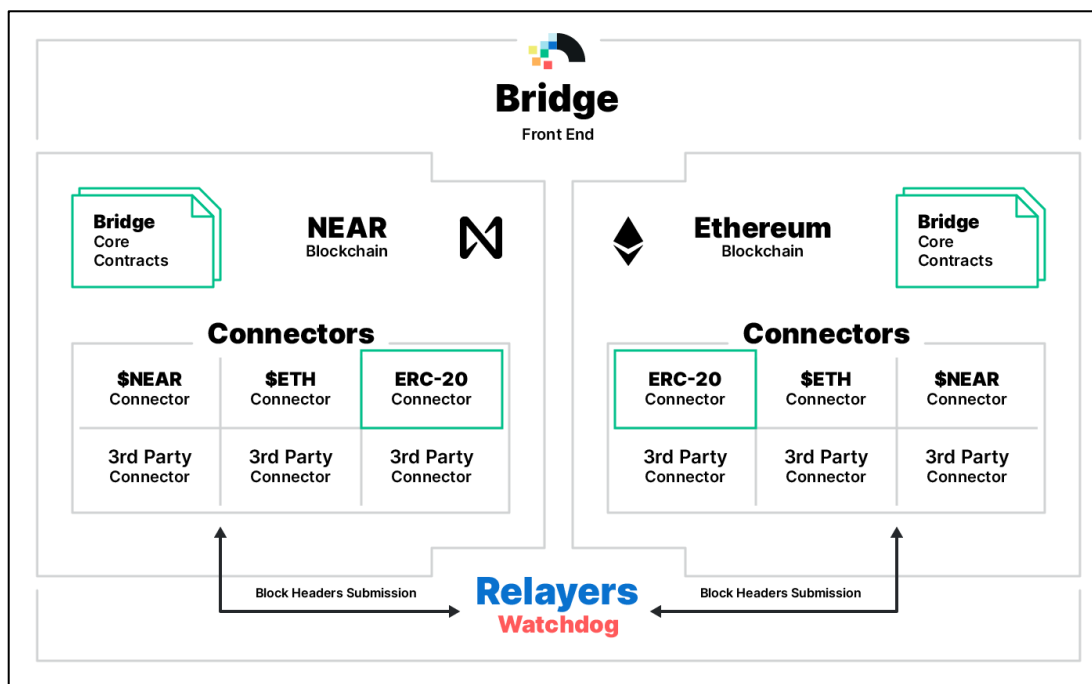 Bridge
Front End
Bridge
Core
Contracts
NEAR
Blockchain
Connectors
$NEAR
Connector
$ETH
Connector
ERC-20
Connector
3rd Party
Connector
3rd Party
Connector
3rd Party
Connector
Ethereum
Blockchain
Bridge
Core
Contracts
Connectors
ERC-20
Connector
$ETH
Connector
$NEAR
Connector
3rd Party
Connector
3rd Party
Connector
3rd Party
Connector
Block Headers Submission
Relayers
Watchdog
Block Headers Submission